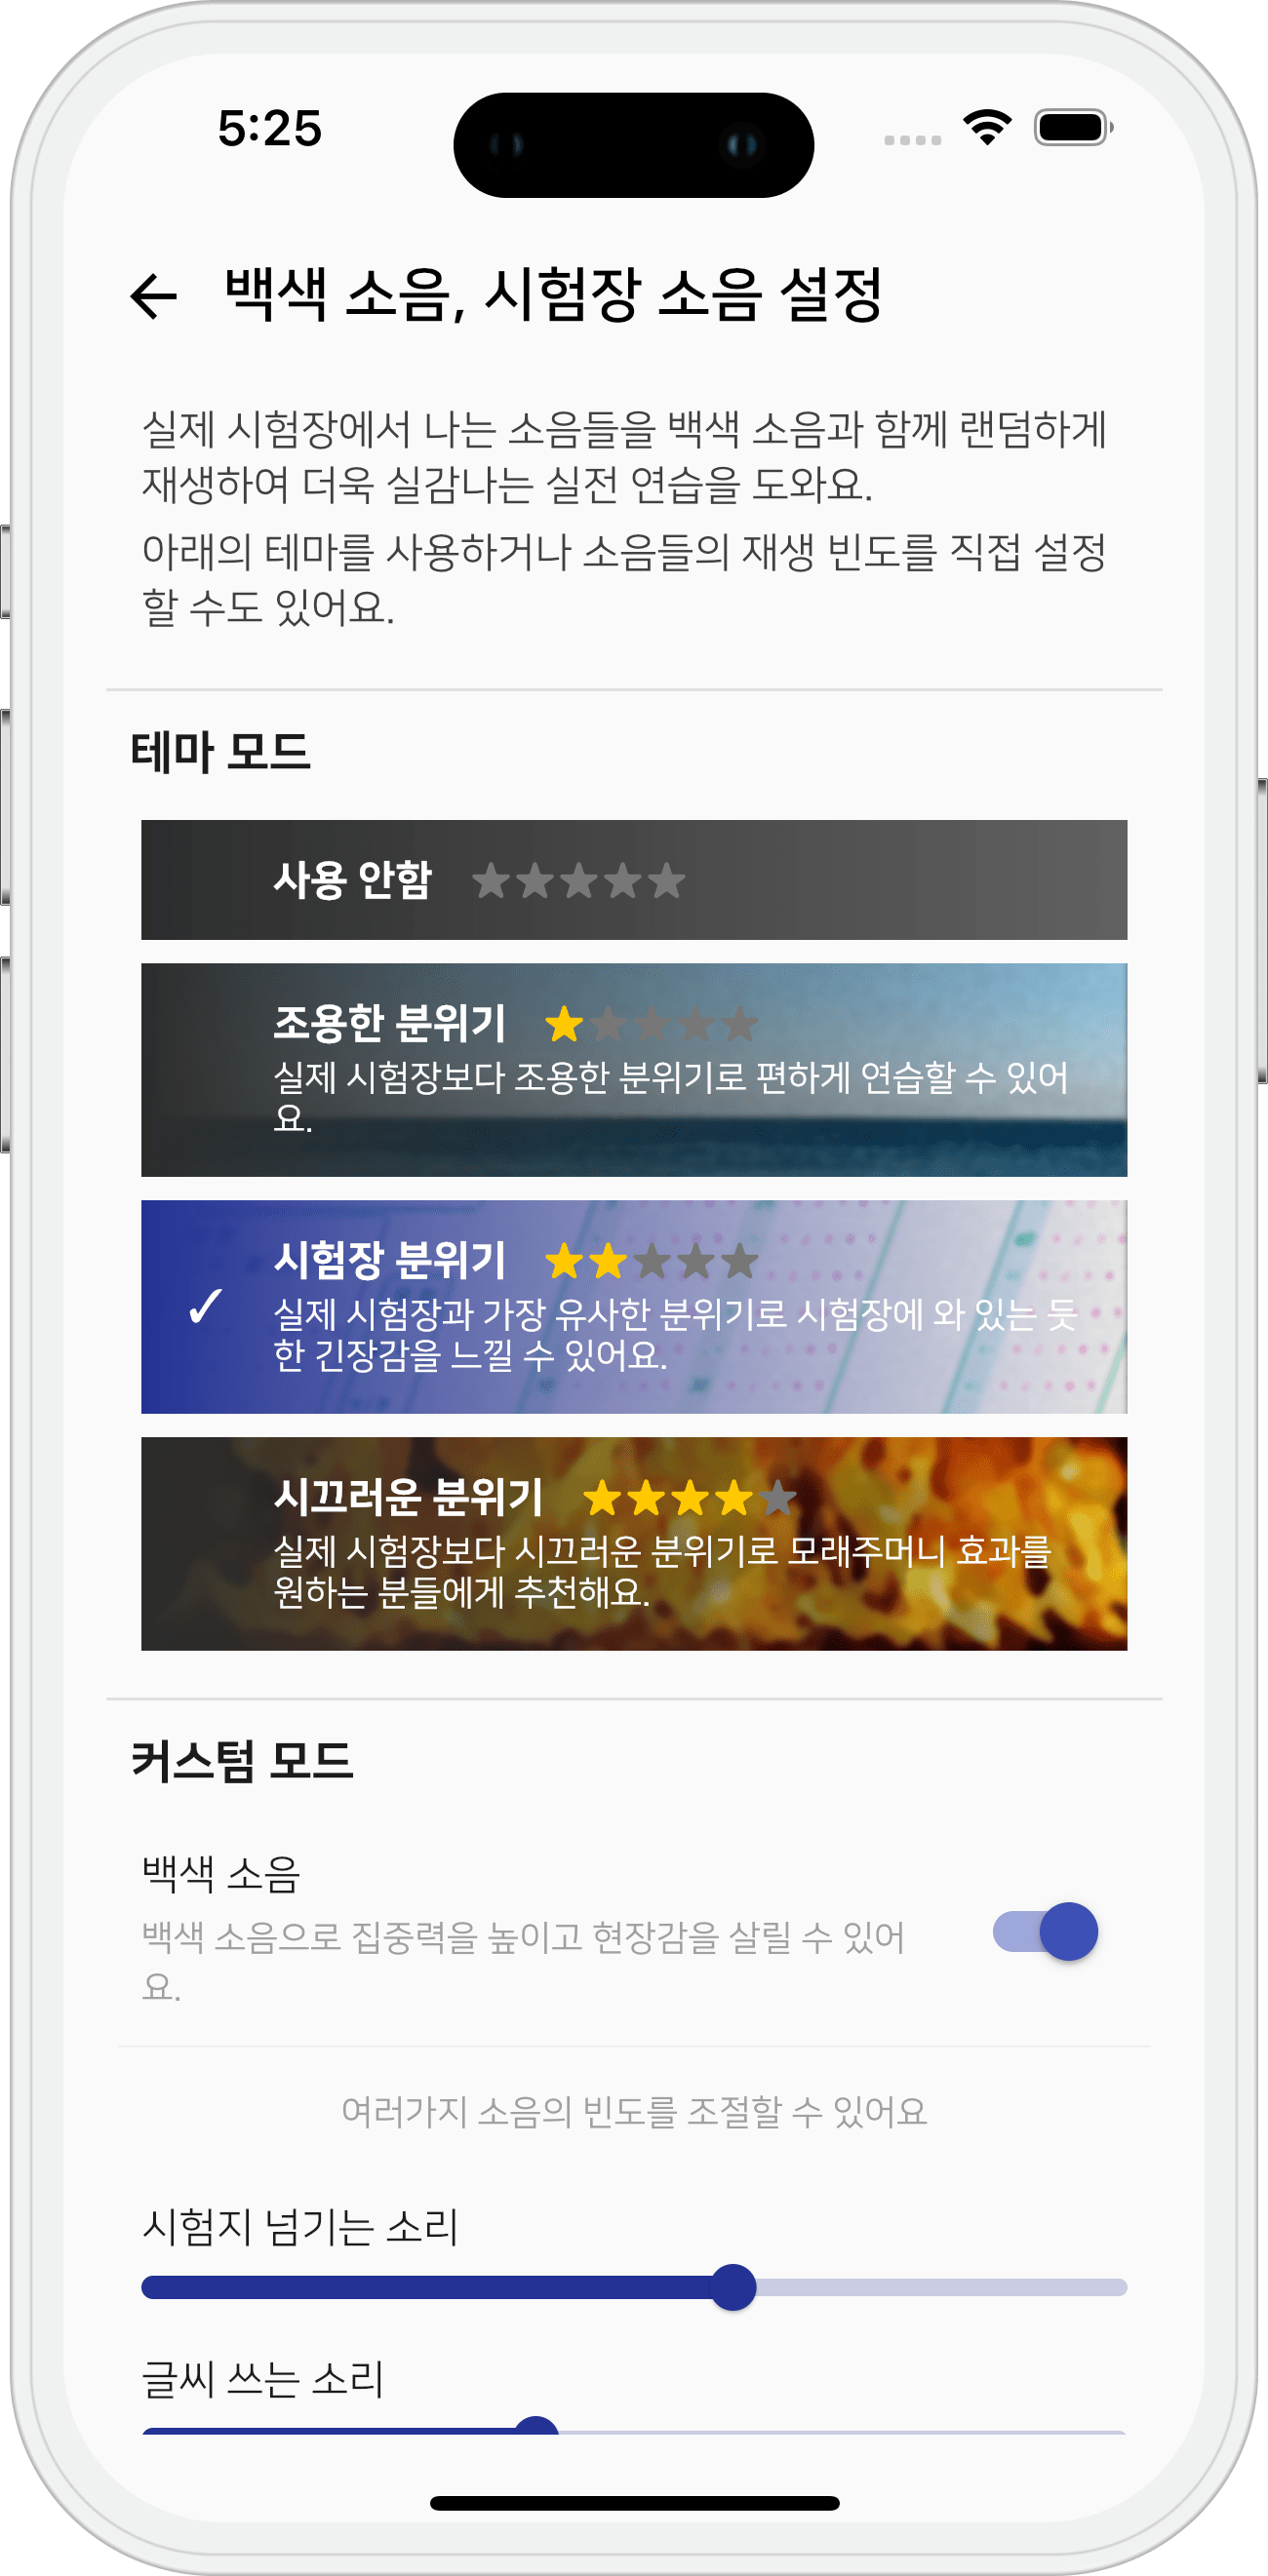 5:25
백색 소음, 시험장 소음 설정
실제 시험장에서 나는 소음들을 백색 소음과 함께 랜덤하게
재생하여 더욱 실감나는 실전 연습을 도와요.
아래의 테마를 사용하거나 소음들의 재생 빈도를 직접 설정
할 수도 있어요.
테마 모드
사용 안함
조용한 분위기
실제 시험장보다 조용한 분위기로 편하게 연습할 수 있어
요.
시험장 분위기
실제 시험장과 가장 유사한 분위기로 시험장에 와 있는 듯
한 긴장감을 느낄 수 있어요.
시끄러운 분위기
실제 시험장보다 시끄러운 분위기로 모래주머니 효과를
원하는 분들에게 추천해요.
커스텀 모드
백색 소음
백색 소음으로 집중력을 높이고 현장감을 살릴 수 있어
요.
여러가지 소음의 빈도를 조절할 수 있어요
시험지 넘기는 소리
글씨 쓰는 소리